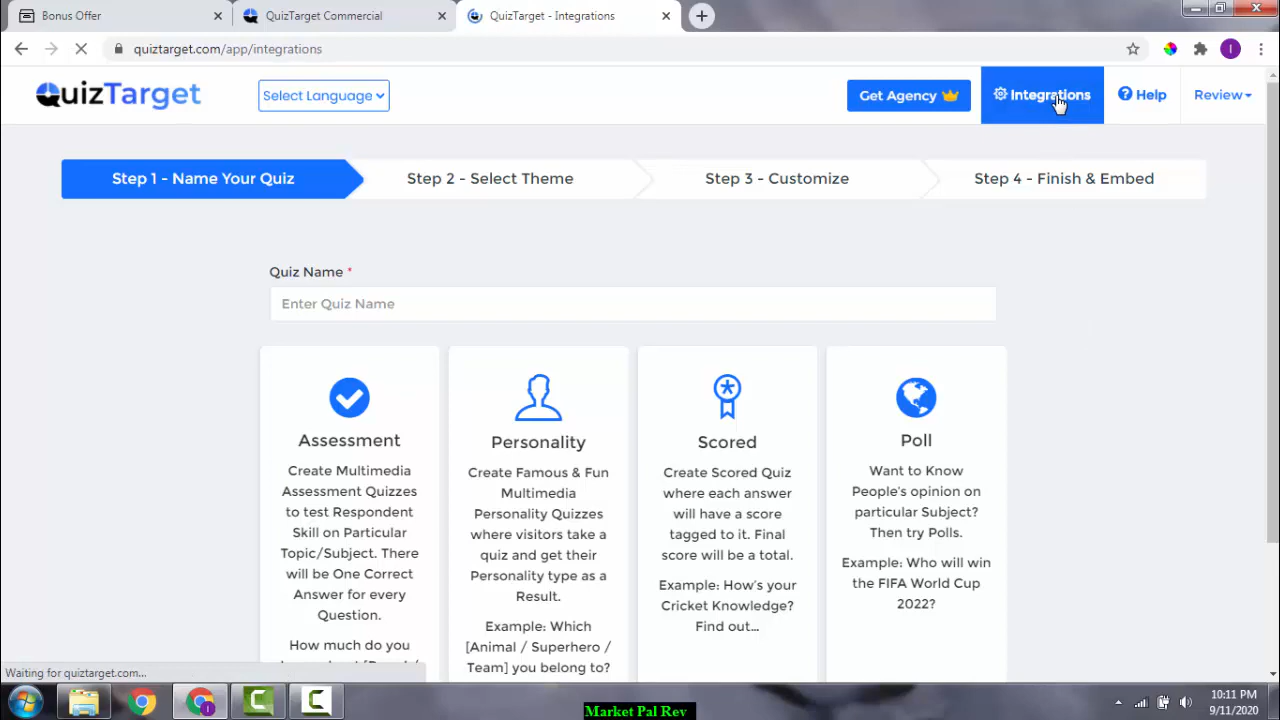 Bonus Offer
QuizTarget Commercial
QuizTarget - Integrations
quiztarget.com/app/integrations
QuizTarget
Select Language
Get Agency
Integrations
Help
Review
Step 1 - Name Your Quiz
Step 2 - Select Theme
Step 3 - Customize
Step 4 - Finish & Embed
Quiz Name *
Enter Quiz Name
Assessment
Create Multimedia
Assessment Quizzes
to test Respondent
Skill on Particular
Topic/Subject. There
will be One Correct
Answer for every
Question.
How much do you
Personality
Create Famous & Fun
Multimedia
Personality Quizzes
where visitors take a
quiz and get their
Personality type as a
Result.
Example: Which
[Animal / Superhero /
Team] you belong to?
Scored
Create Scored Quiz
where each answer
will have a score
tagged to it. Final
score will be a total.
Example: How's your
Cricket Knowledge?
Find out...
Poll
Want to Know
People's opinion on
particular Subject?
Then try Polls.
Example: Who will win
the FIFA World Cup
2022?
Waiting for quiztarget.com...
Market Pal Rev
10:11 PM
9/11/2020